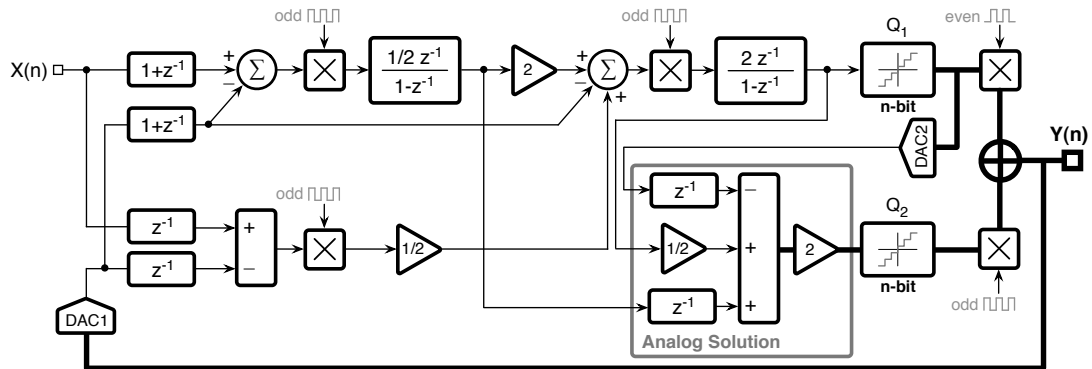 odd
odd
even
Q1
X(n)
1+z-1
+
−
Σ
1/2 z-1
1-z-1
2
+
−
Σ
+
2 z-1
1-z-1
n-bit
1+z-1
DAC2
Y(n)
odd
z-1
z-1
+
−
1/2
z-1
−
1/2
+
z-1
+
2
Q2
n-bit
odd
DAC1
Analog Solution